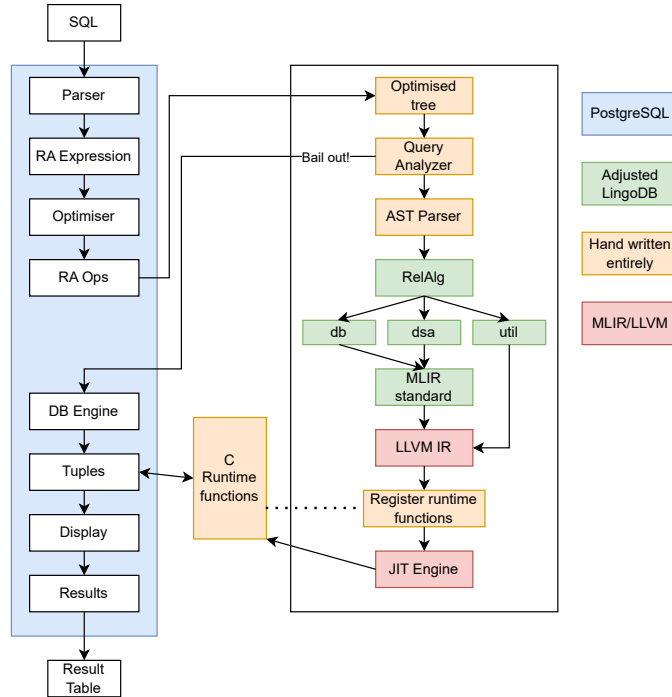 SQL
Parser
RA Expression
Optimiser
RA Ops
DB Engine
Tuples
Display
Results
Result
Table
C
Runtime
functions
Bail out!
Optimised
tree
Query
Analyzer
AST Parser
RelAlg
db
dsa
util
MLIR
standard
LLVM IR
Register runtime
functions
JIT Engine
PostgreSQL
Adjusted
LingoDB
Hand written
entirely
MLIR/LLVM